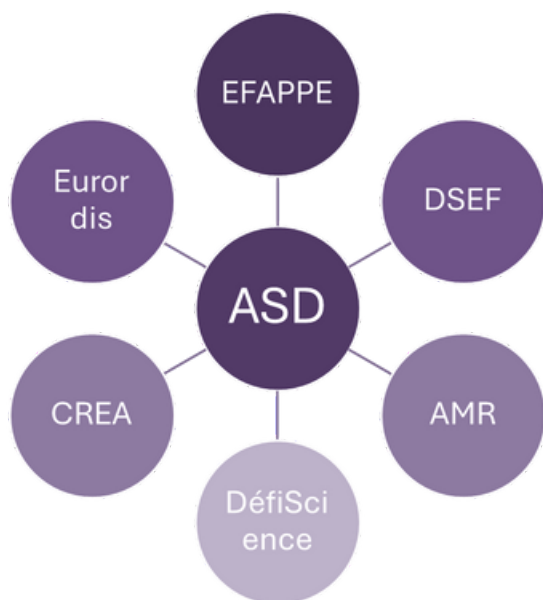 EFAPPE
Euror
dis
DSEF
ASD
CREA
AMR
DéfiSci
ence